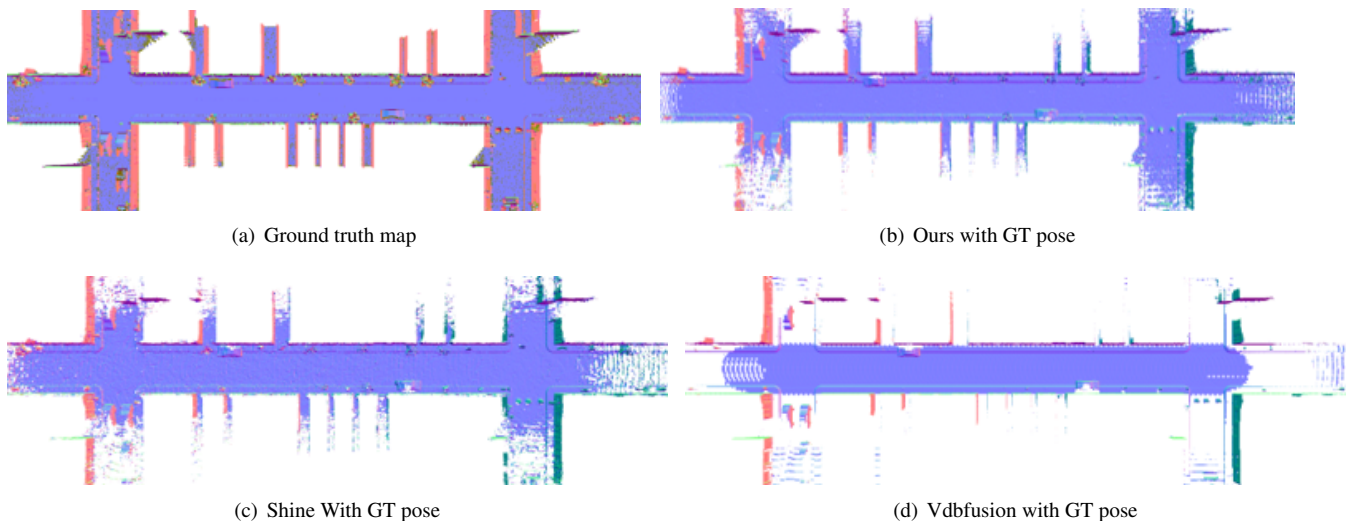 (a) Ground truth map
(b) Ours with GT pose
(c) Shine With GT pose
(d) Vdbfusion with GT pose